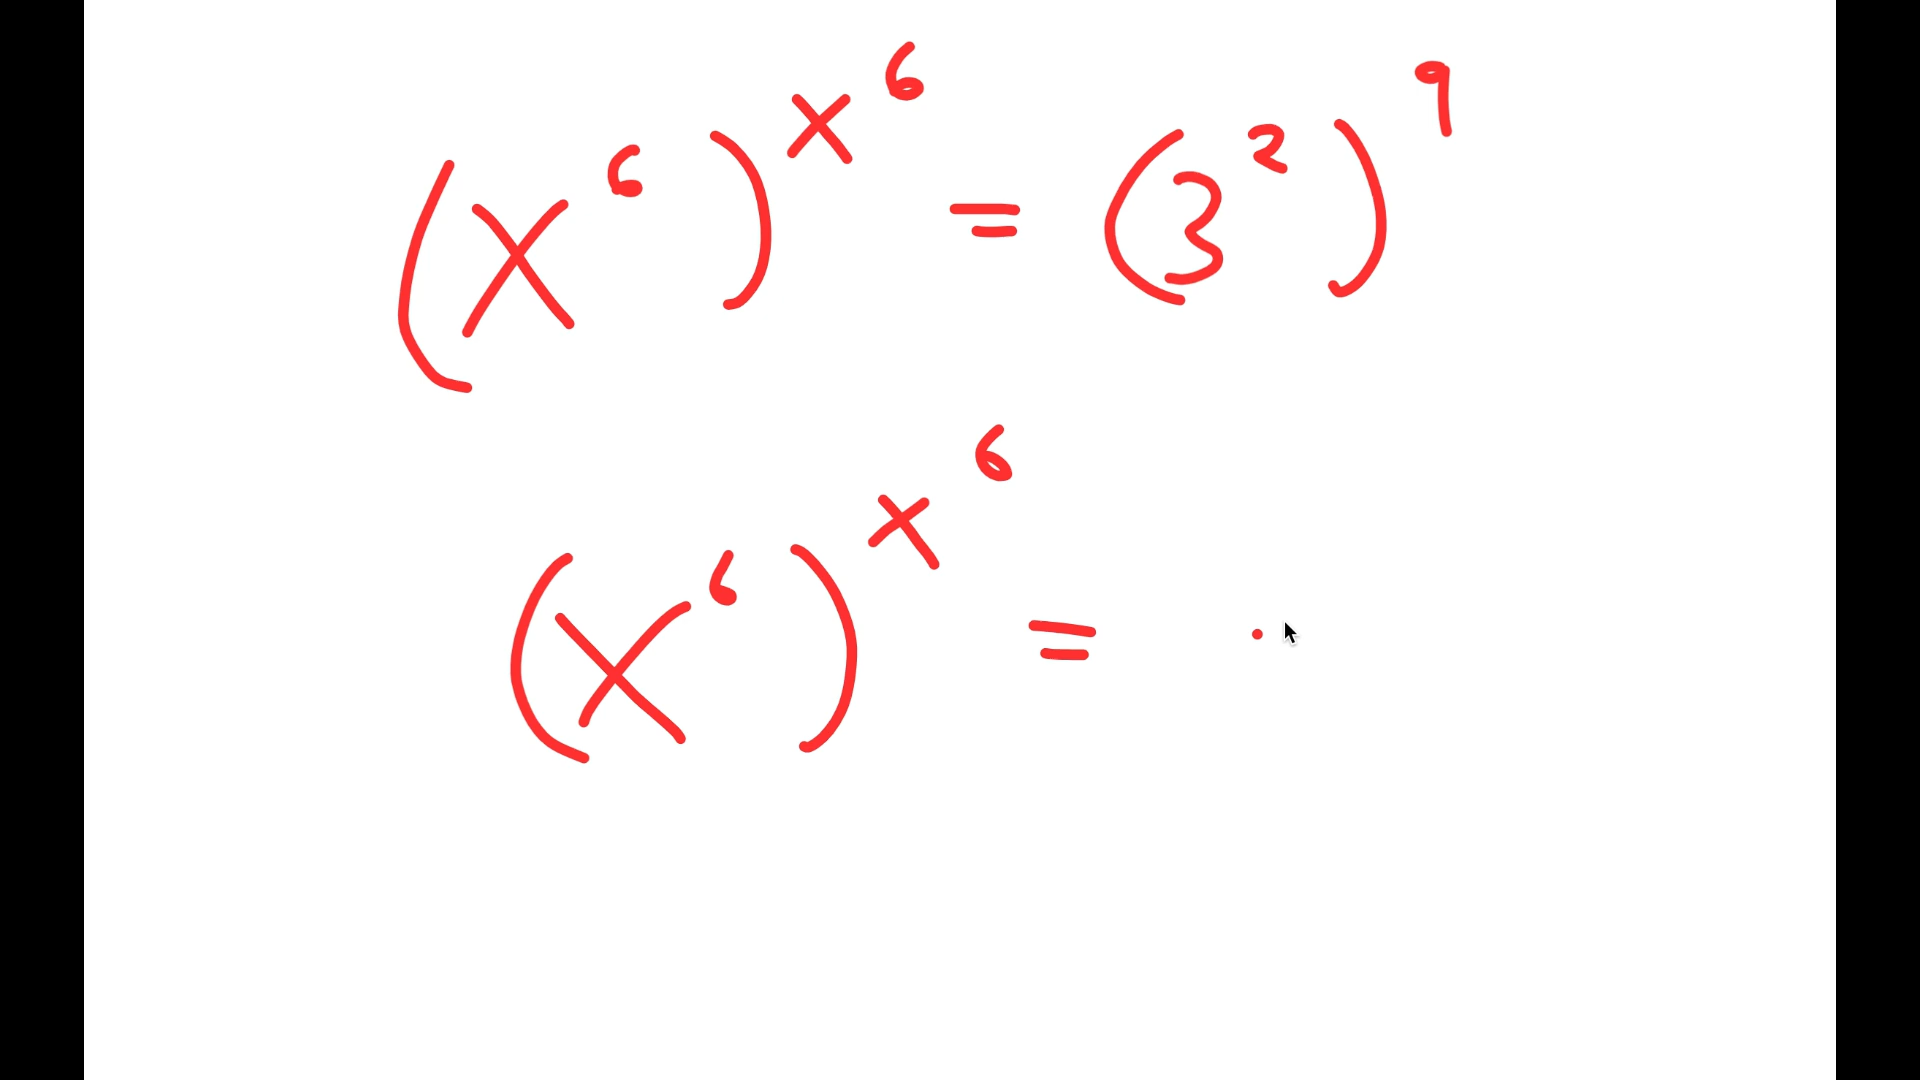 (x⁶)^x⁶ = (3²)⁹
(x⁶)^x⁶ = .